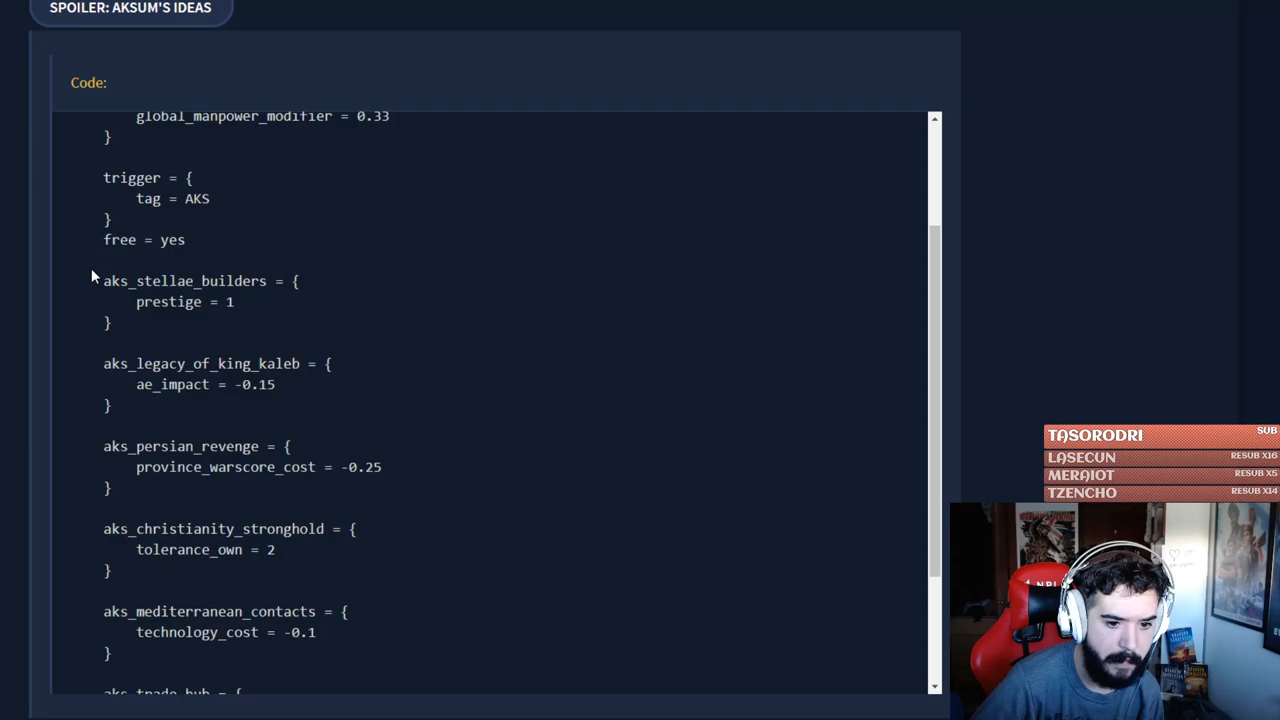 SPOILER: AKSUM'S IDEAS
Code:
global_manpower_modifier = 0.33
}
trigger = {
tag = AKS
}
free = yes
aks_stellae_builders = {
prestige = 1
}
aks_legacy_of_king_kaleb = {
ae_impact = -0.15
}
aks_persian_revenge = {
province_warscore_cost = -0.25
}
aks_christianity_stronghold = {
tolerance_own = 2
}
aks_mediterranean_contacts = {
technology_cost = -0.1
}
aks_trade_hub = {
TASORODRI SUB
LASECUN RESUB X16
MERAIOT RESUB X5
TZENCHO RESUB X14